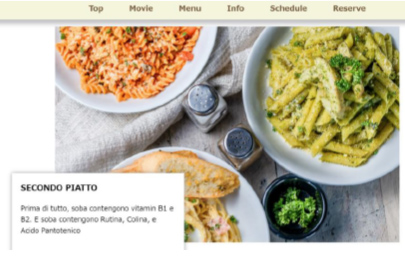 Top Movie Menu Info Schedule Reserve
SECONDO PIATTO
Prima di tutto, soba contengono vitamin B1 e
B2. E soba contengono Rutina, Colina, e
Acido Pantotenico